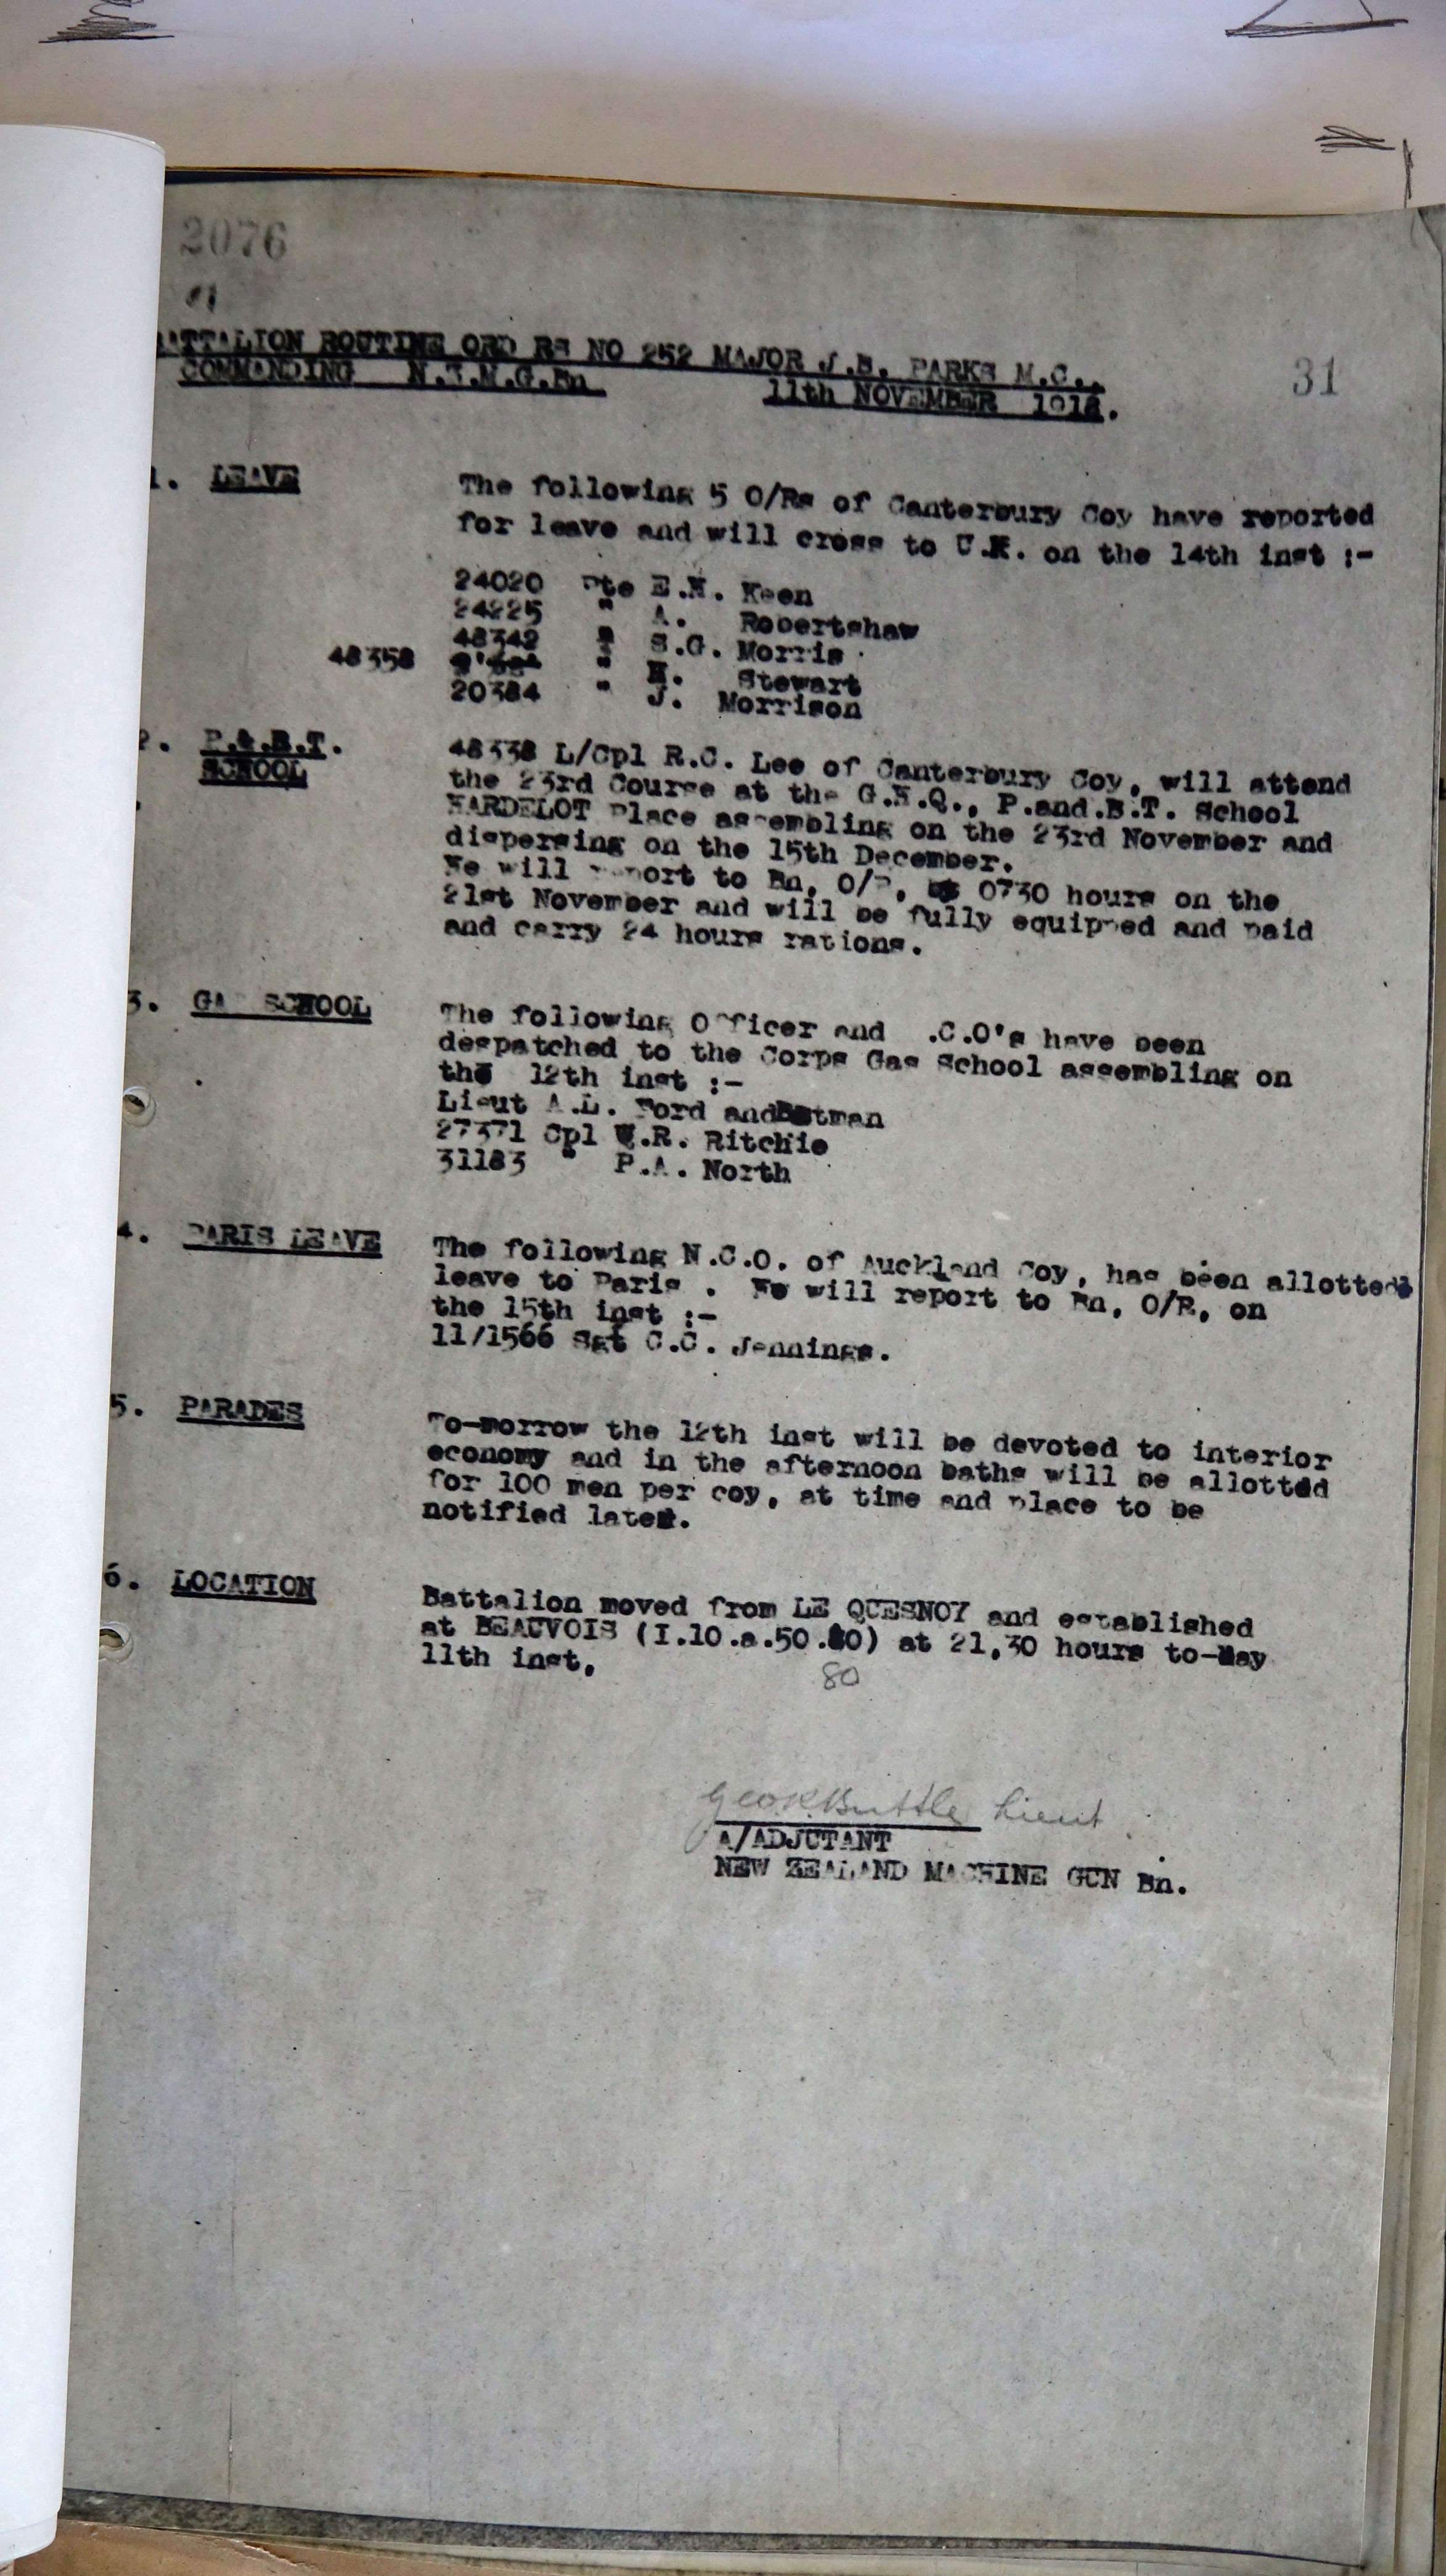 2076
31
BATTALION ROUTINE ORD RS NO 252 MAJOR J.B. PARKS M.C.,
COMMANDING N.Z.M.G.Bn 11th NOVEMBER 1918.
1. LEAVE The following 5 O/Rs of Canterbury Coy have reported
for leave and will cross to U.K. on the 14th inst :-
24020 Pte E.H. Keen
24225 " A. Robertshaw
48342 " S.G. Morris
48358 " H. Stewart
20384 " J. Morrison
2. P.&.B.T. 48338 L/Cpl R.C. Lee of Canterbury Coy, will attend
SCHOOL the 23rd Course at the G.H.Q., P.and.B.T. School
HARDELOT Place assembling on the 23rd November and
dispersing on the 15th December.
He will report to Bn, O/R, by 0730 hours on the
21st November and will be fully equipped and paid
and carry 24 hours rations.
3. GA SCHOOL The following Officer and .C.O's have been
despatched to the Corps Gas School assembling on
the 12th inst :-
Lieut A.L. Ford and Batman
27371 Cpl W.R. Ritchie
31183 " P.A. North
4. PARIS LEAVE The following N.C.O. of Auckland Coy, has been allotted
leave to Paris . He will report to Bn, O/R, on
the 15th inst :-
11/1566 Sgt C.C. Jennings.
5. PARADES To-morrow the 12th inst will be devoted to interior
economy and in the afternoon baths will be allotted
for 100 men per coy, at time and place to be
notified later.
6. LOCATION Battalion moved from LE QUESNOY and established
at BEAUVOIS (I.10.a.50.80) at 21,30 hours to-day
11th inst,
80
Geo K Buttle Lieut
A/ADJUTANT
NEW ZEALAND MACHINE GUN Bn.